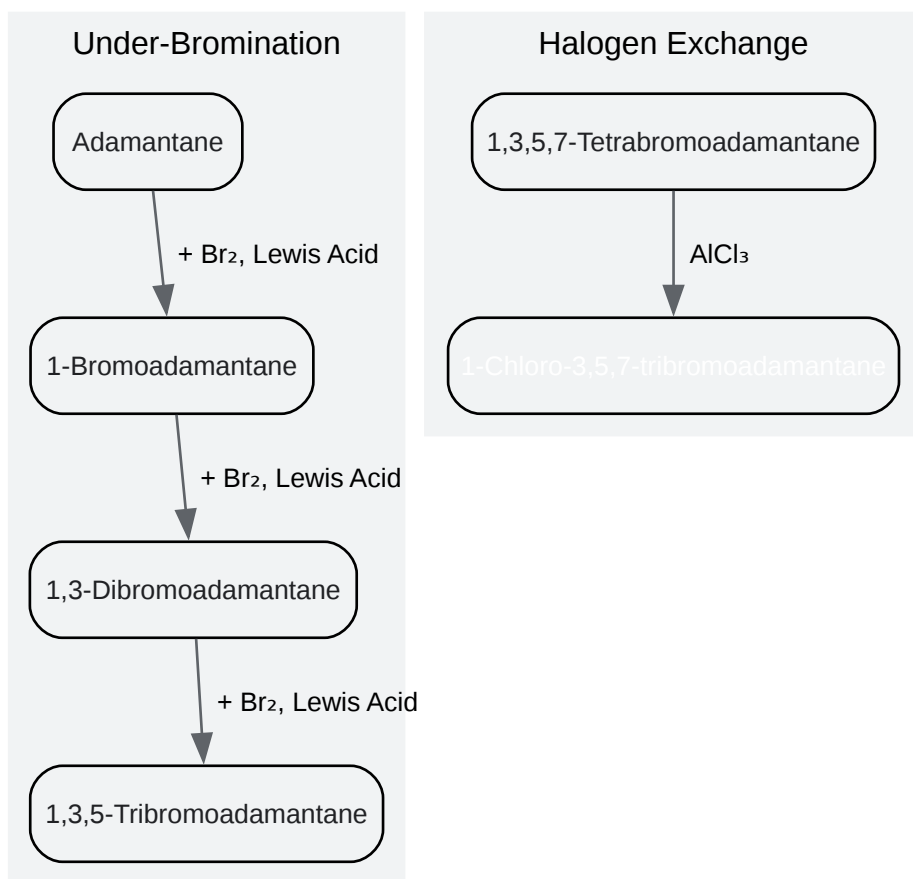 Under-Bromination
Adamantane
+ Br₂, Lewis Acid
1-Bromoadamantane
+ Br₂, Lewis Acid
1,3-Dibromoadamantane
+ Br₂, Lewis Acid
1,3,5-Tribromoadamantane
Halogen Exchange
1,3,5,7-Tetrabromoadamantane
AlCl₃
1-Chloro-3,5,7-tribromoadamantane